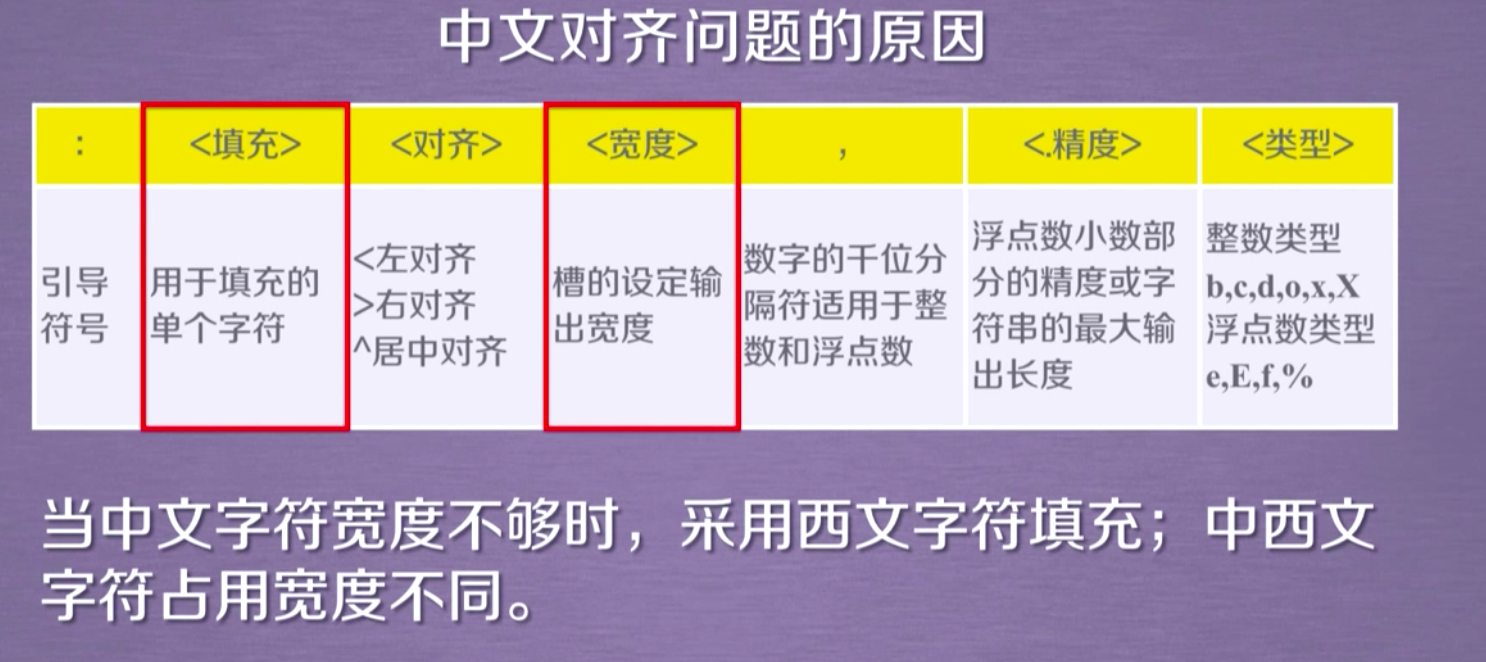 中文对齐问题的原因
: <填充> <对齐> <宽度> , <.精度> <类型>
引导
符号
用于填充的
单个字符
<左对齐
>右对齐
^居中对齐
槽的设定输
出宽度
数字的千位分
隔符适用于整
数和浮点数
浮点数小数部
分的精度或字
符串的最大输
出长度
整数类型
b,c,d,o,x,X
浮点数类型
e,E,f,%
当中文字符宽度不够时，采用西文字符填充；中西文
字符占用宽度不同。